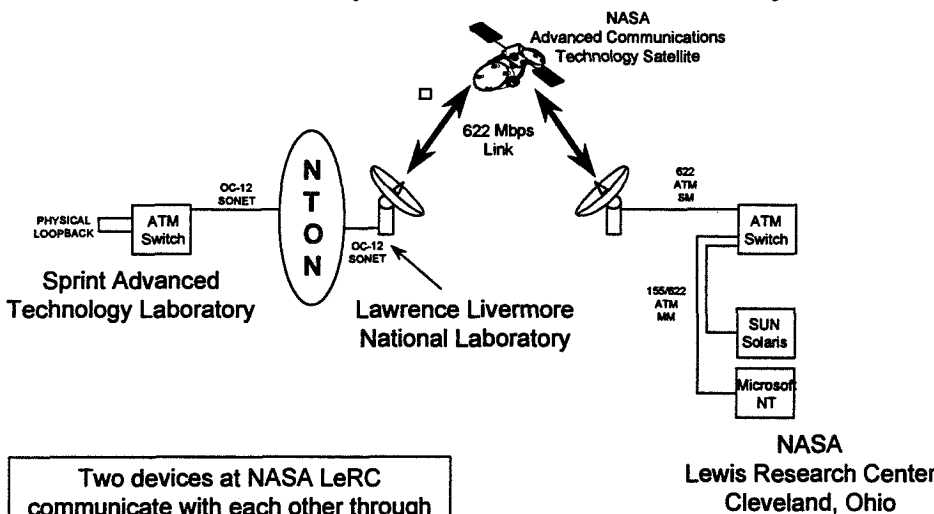 NASA
Advanced Communications
Technology Satellite
622 Mbps
Link
NTON
OC-12
SONET
PHYSICAL
LOOPBACK
ATM
Switch
OC-12
SONET
622
ATM
SM
ATM
Switch
Sprint Advanced
Technology Laboratory
Lawrence Livermore
National Laboratory
155/622
ATM
MM
SUN
Solaris
Microsoft
NT
NASA
Lewis Research Center
Cleveland, Ohio
Two devices at NASA LeRC
communicate with each other through